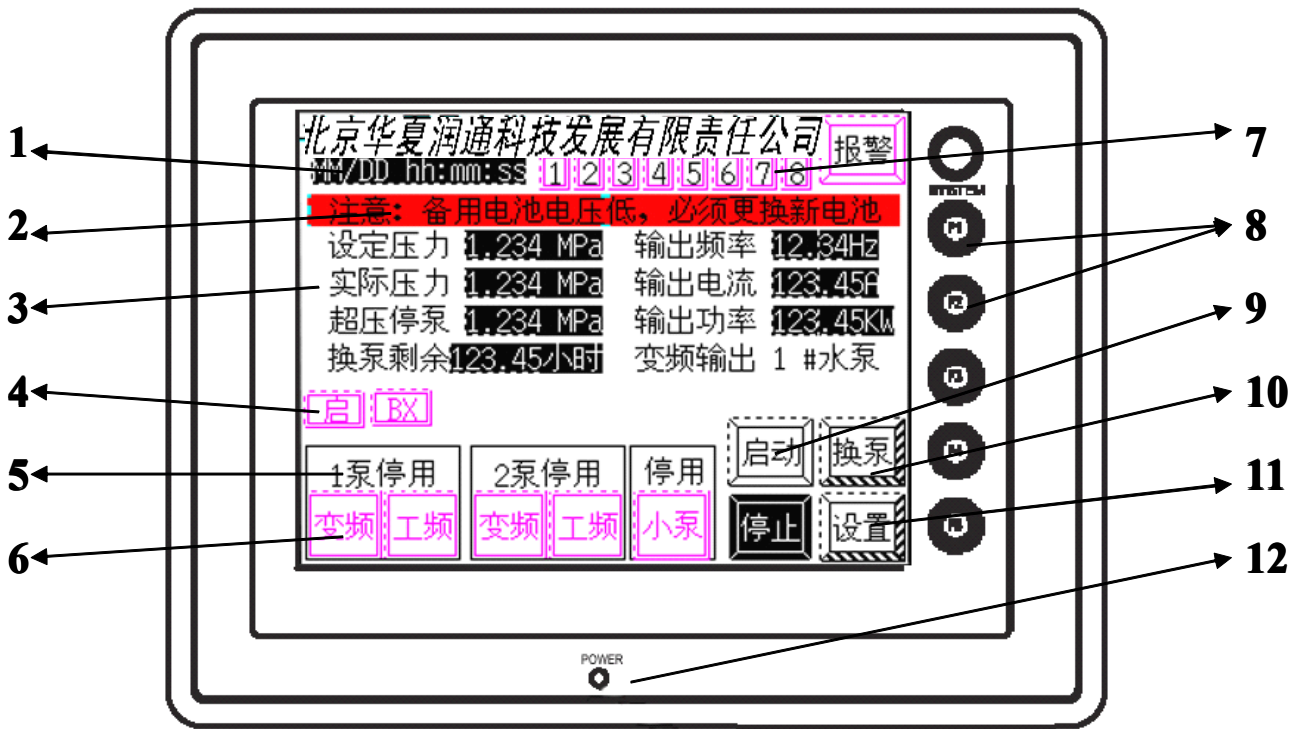 北京华夏润通科技发展有限责任公司
报警
MM/DD hh:mm:ss 1 2 3 4 5 6 7 8
注意：备用电池电压低，必须更换新电池
设定压力 1.234 MPa 输出频率 12.34Hz
实际压力 1.234 MPa 输出电流 123.45A
超压停泵 1.234 MPa 输出功率 123.45KW
换泵剩余 123.45小时 变频输出 1 #水泵
启 BX
启动 换泵
1泵停用 2泵停用 停用
变频 工频 变频 工频 小泵
停止 设置
SYSTEM
F1
F2
F3
F4
F5
POWER
1
2
3
4
5
6
7
8
9
10
11
12